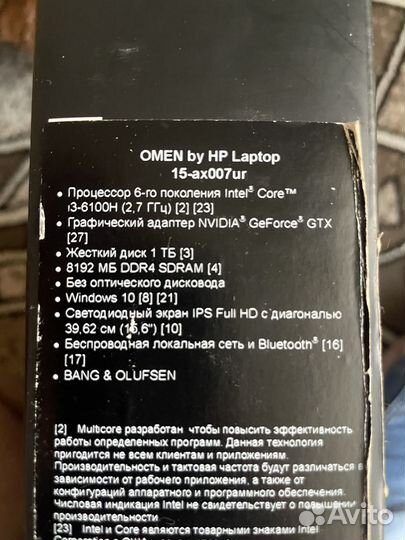 OMEN by HP Laptop
15-ax007ur
• Процессор 6-го поколения Intel® Core™
i3-6100H (2,7 ГГц) [2] [23]
• Графический адаптер NVIDIA® GeForce® GTX
[27]
• Жесткий диск 1 ТБ [3]
• 8192 МБ DDR4 SDRAM [4]
• Без оптического дисковода
• Windows 10 [8] [21]
• Светодиодный экран IPS Full HD с диагональю
39,62 см (15,6") [10]
• Беспроводная локальная сеть и Bluetooth® [16]
[17]
• BANG & OLUFSEN
[2] Multicore разработан чтобы повысить эффективность
работы определенных программ. Данная технология
пригодится не всем клиентам и приложениям.
Производительность и тактовая частота будут различаться в
зависимости от рабочего приложения, а также от
конфигураций аппаратного и программного обеспечения.
Числовая индикация Intel не свидетельствует о повышении
производительности
[23] Intel и Core являются товарными знаками Intel
Corporation в США
Avito